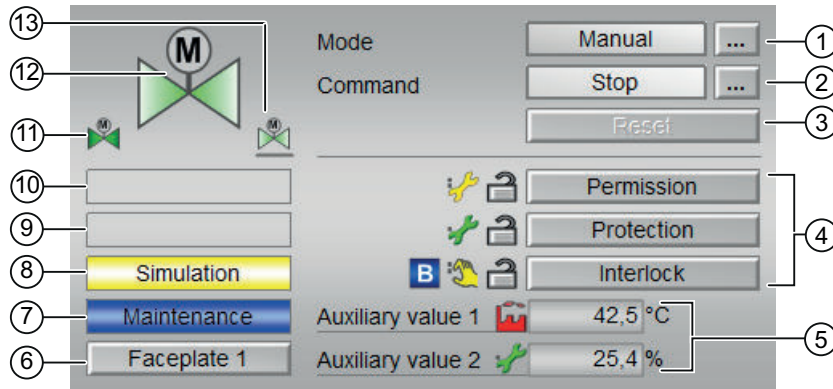 13
M
Mode Manual ... 1
12
Command Stop ... 2
Reset 3
11 M M
10 Permission
9 Protection 4
8 Simulation B Interlock
7 Maintenance Auxiliary value 1 42,5 °C
5
6 Faceplate 1 Auxiliary value 2 25,4 %